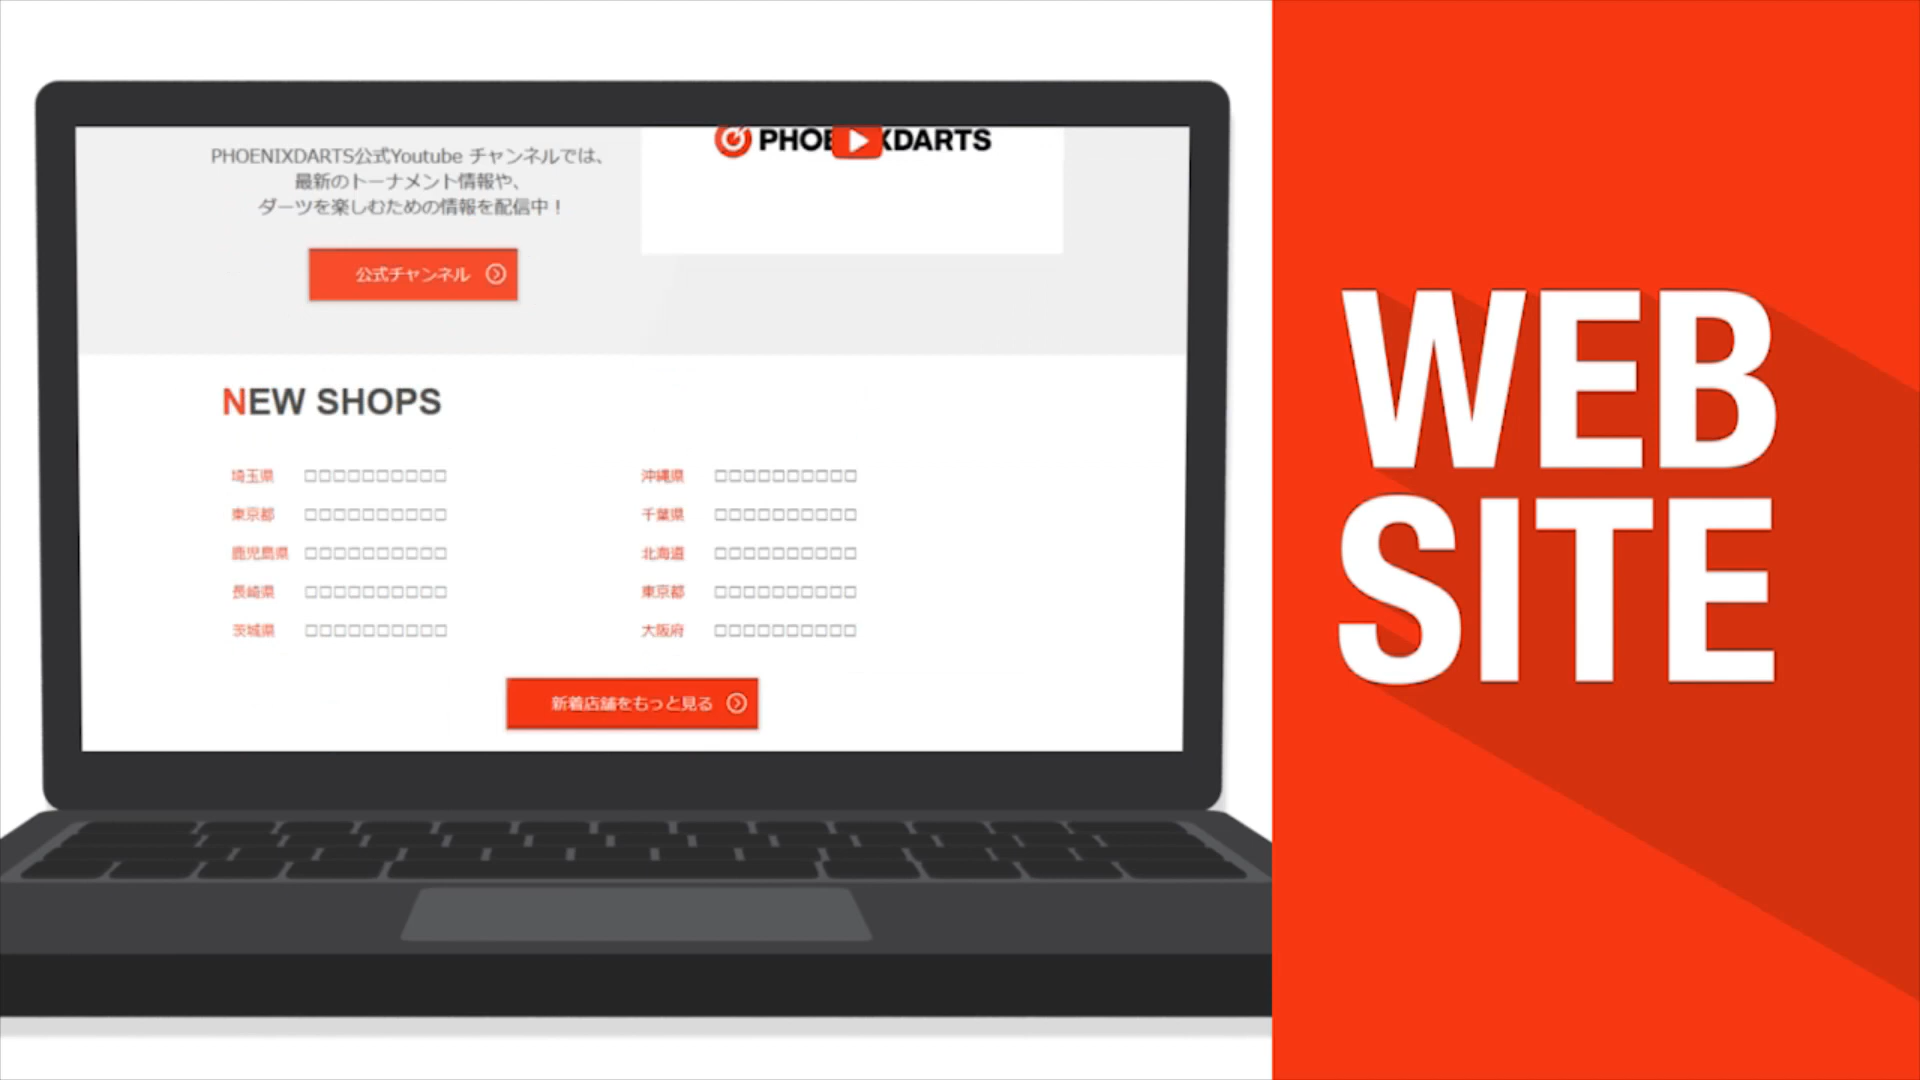 PHOENIXDARTS公式Youtube チャンネルでは、
最新のトーナメント情報や、
ダーツを楽しむための情報を配信中！
公式チャンネル
PHOENIXDARTS
NEW SHOPS
埼玉県 □□□□□□□□□□
東京都 □□□□□□□□□□
鹿児島県 □□□□□□□□□□
長崎県 □□□□□□□□□□
茨城県 □□□□□□□□□□
沖縄県 □□□□□□□□□□
千葉県 □□□□□□□□□□
北海道 □□□□□□□□□□
東京都 □□□□□□□□□□
大阪府 □□□□□□□□□□
新着店舗をもっと見る
WEB
SITE